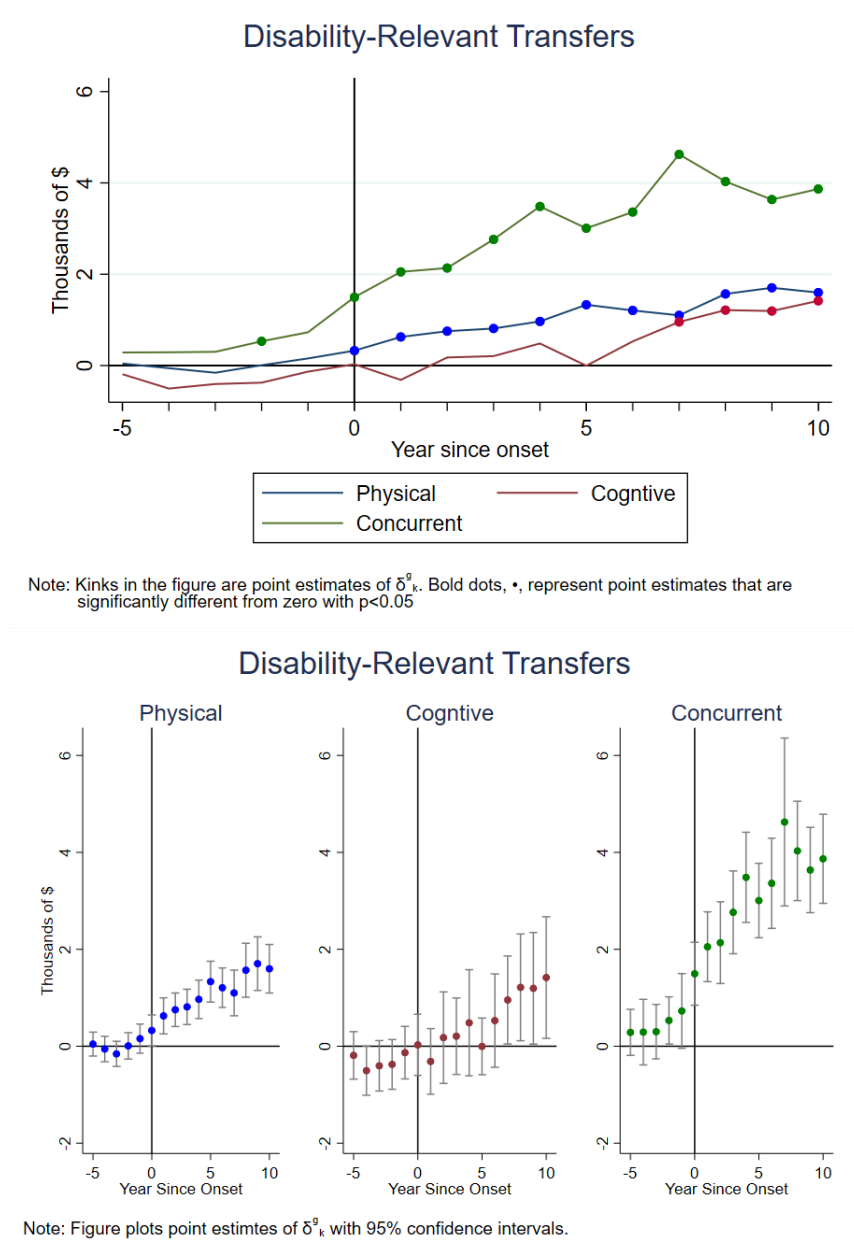 Disability-Relevant Transfers
6
4
2
0
Thousands of $
-5 0 5 10
Year since onset
Physical Cogntive
Concurrent
Note: Kinks in the figure are point estimates of δᵍₖ. Bold dots, •, represent point estimates that are
significantly different from zero with p<0.05
Disability-Relevant Transfers
Physical Cogntive Concurrent
Thousands of $
6 6 6
4 4 4
2 2 2
0 0 0
-2 -2 -2
-5 0 5 10 -5 0 5 10 -5 0 5 10
Year Since Onset Year Since Onset Year Since Onset
Note: Figure plots point estimtes of δᵍₖ with 95% confidence intervals.